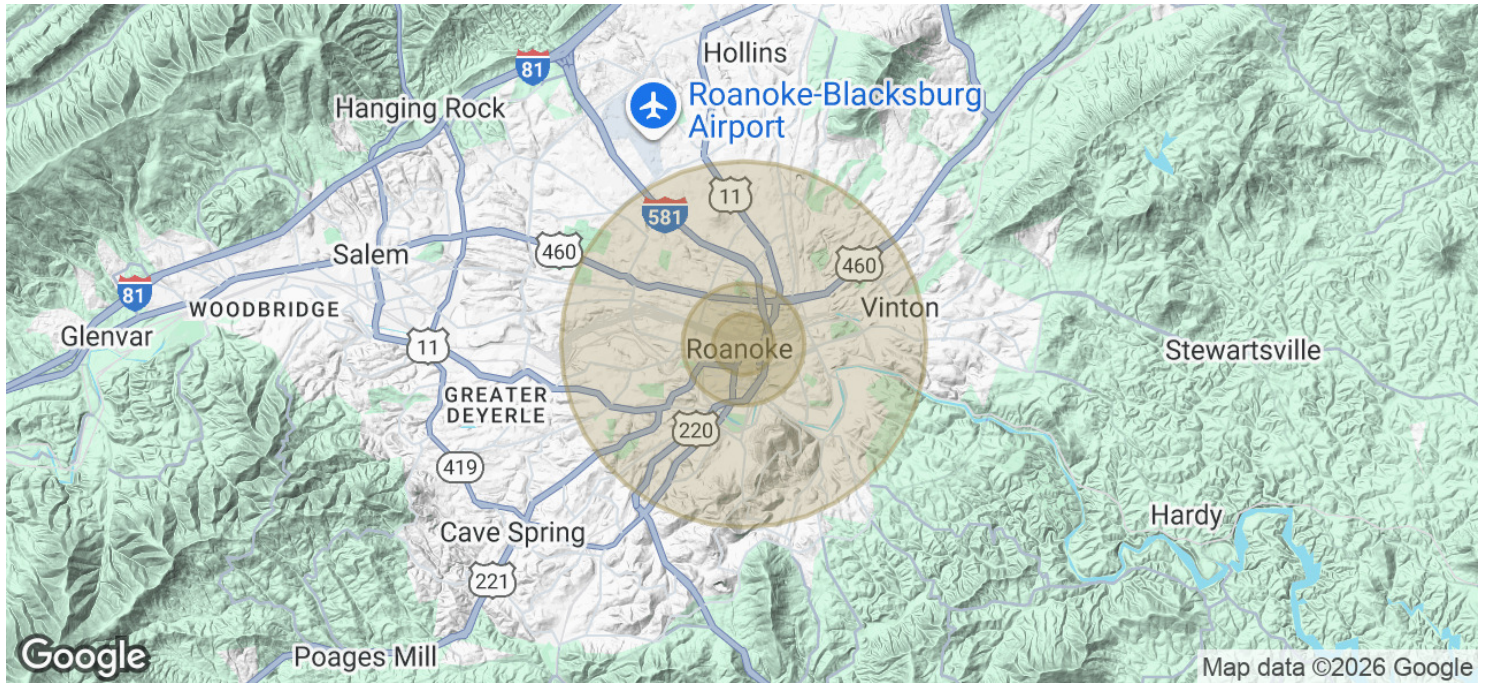 Hollins
81
Roanoke-Blacksburg
Airport
Hanging Rock
11
581
Salem
460
460
81
WOODBRIDGE
Vinton
Glenvar
11
Roanoke
Stewartsville
GREATER
DEYERLE
220
419
Hardy
Cave Spring
221
Poages Mill
Google
Map data ©2026 Google